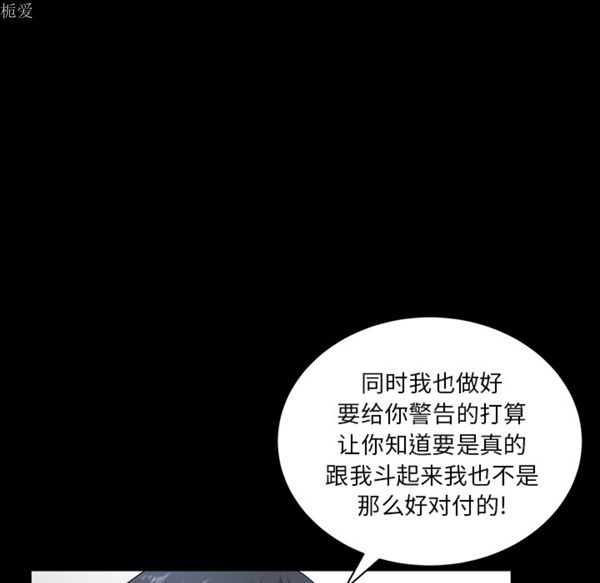 栀爱
同时我也做好
要给你警告的打算
让你知道要是真的
跟我斗起来我也不是
那么好对付的!